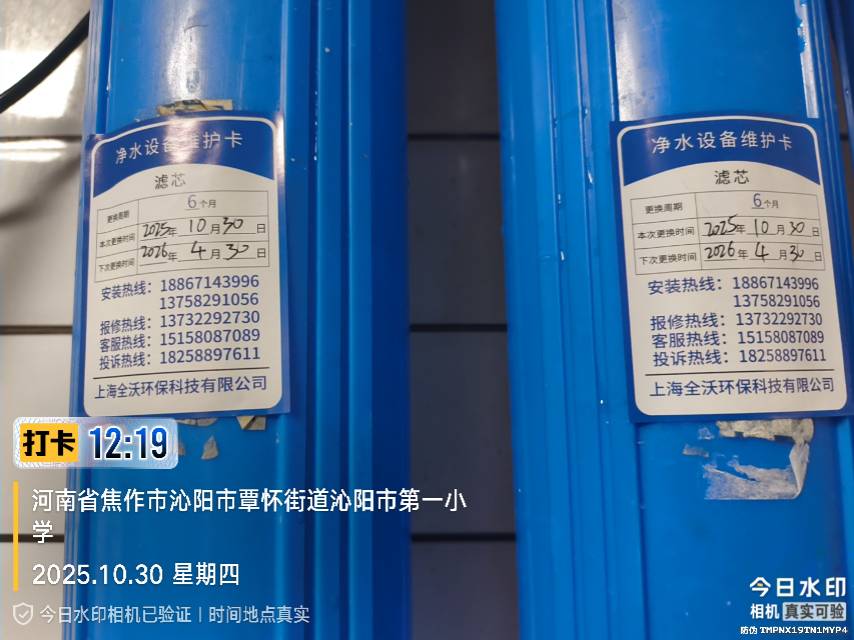 净水设备维护卡
滤芯
更换周期 6个月
本次更换时间 2025年 10月30日
下次更换时间 2026年 4月30日
安装热线：18867143996
13758291056
报修热线：13732292730
客服热线：15158087089
投诉热线：18258897611
上海全沃环保科技有限公司
净水设备维护卡
滤芯
更换周期 6个月
本次更换时间 2025年 10月30日
下次更换时间 2026年 4月30日
安装热线：18867143996
13758291056
报修热线：13732292730
客服热线：15158087089
投诉热线：18258897611
上海全沃环保科技有限公司
打卡 12:19
河南省焦作市沁阳市覃怀街道沁阳市第一小
学
2025.10.30 星期四
今日水印相机已验证 | 时间地点真实
今日水印
相机 真实可验
防伪 TMPNX19TN1MYP4